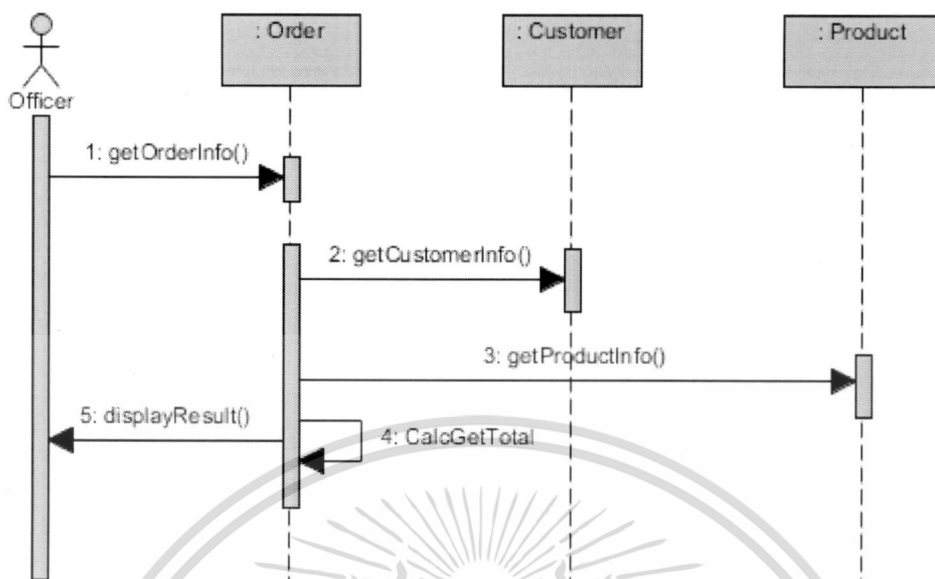 : Order
: Customer
: Product
Officer
1: getOrderInfo()
2: getCustomerInfo()
3: getProductInfo()
5: displayResult()
4: CalcGetTotal